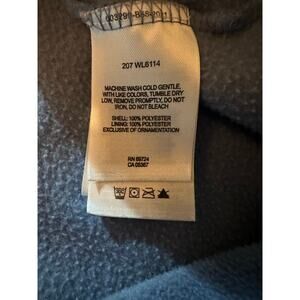 207 WL6114
MACHINE WASH COLD GENTLE,
WITH LIKE COLORS, TUMBLE DRY
LOW, REMOVE PROMPTLY, DO NOT
IRON, DO NOT BLEACH
SHELL: 100% POLYESTER
LINING: 100% POLYESTER
EXCLUSIVE OF ORNAMENTATION
RN 69724
CA 05367